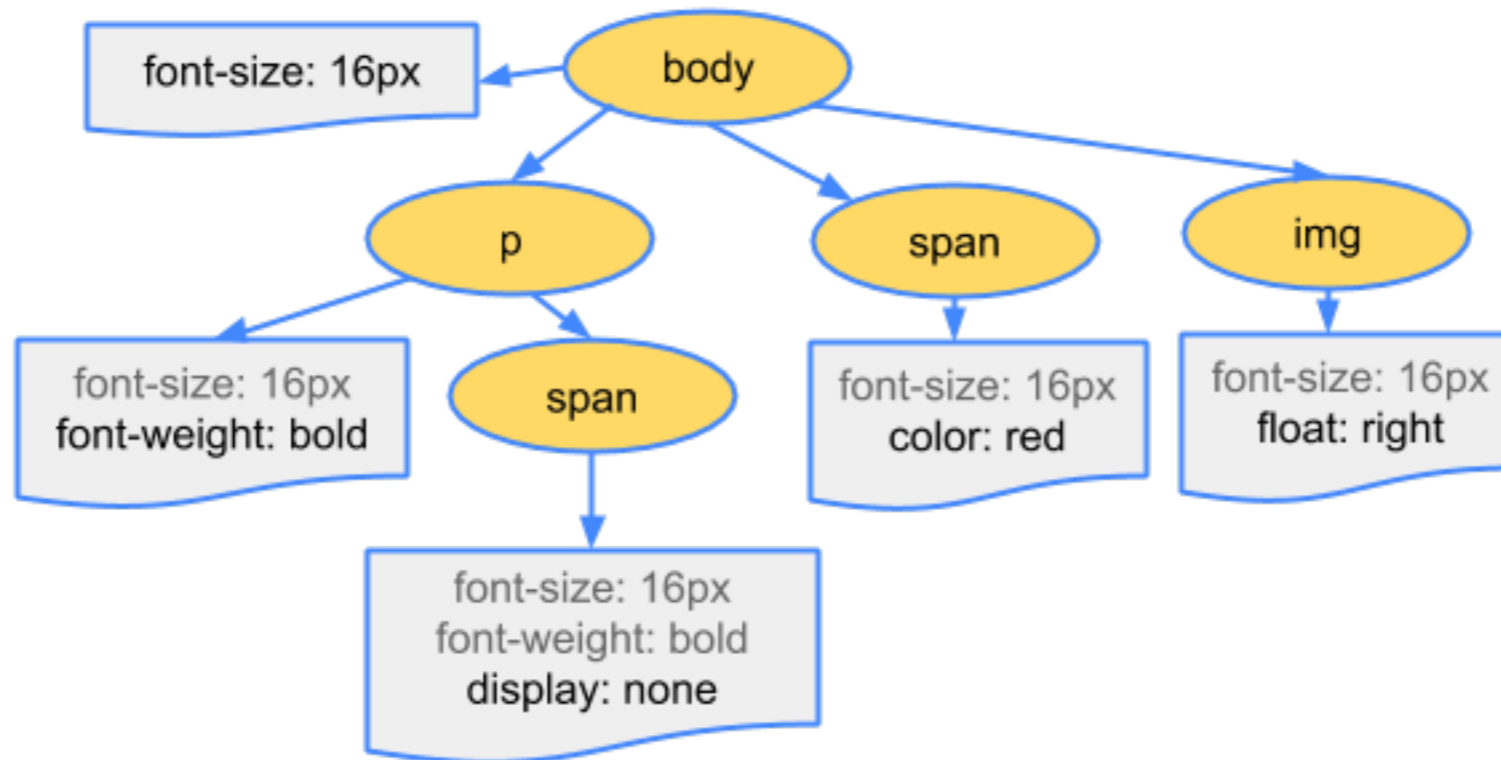 font-size: 16px
body
p
span
img
font-size: 16px
font-weight: bold
span
font-size: 16px
color: red
font-size: 16px
float: right
font-size: 16px
font-weight: bold
display: none